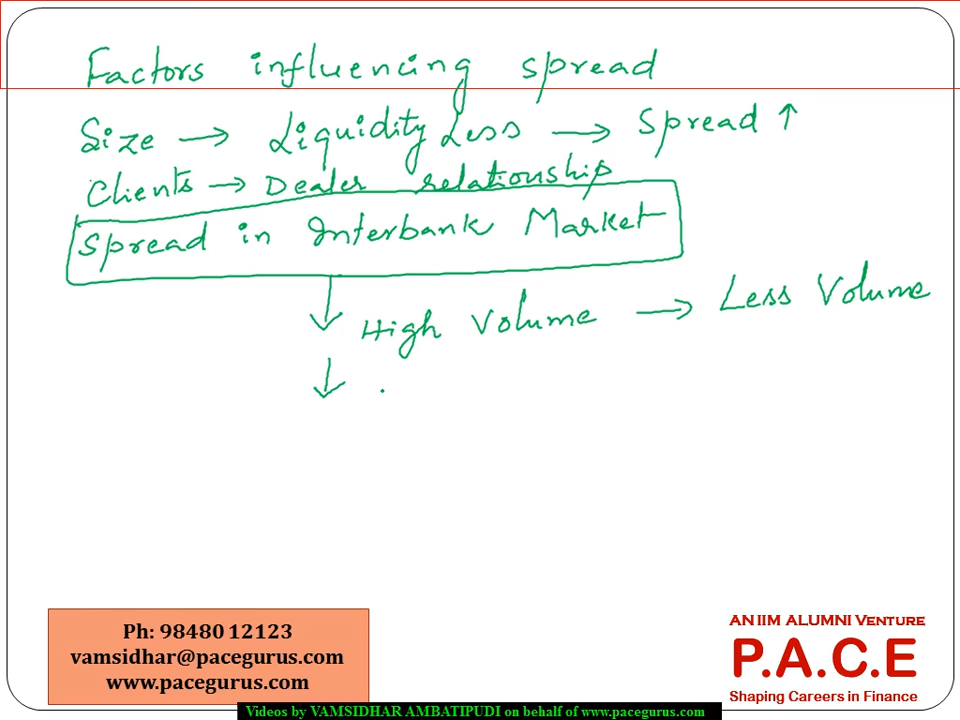 Factors influencing spread
Size → Liquidity Less → Spread ↑
Clients → Dealer relationship
Spread in Interbank Market
↓ High Volume → Less Volume
↓
Ph: 98480 12123
vamsidhar@pacegurus.com
www.pacegurus.com
AN IIM ALUMNI VENTURE
P.A.C.E
Shaping Careers in Finance
Videos by VAMSIDHAR AMBATIPUDI on behalf of www.pacegurus.com